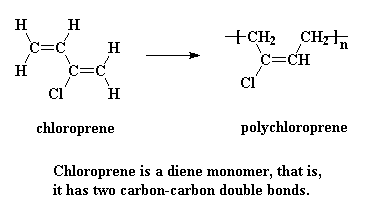 H H
C=C H
H C=C
Cl H
CH2 CH2 n
C=CH
Cl
chloroprene polychloroprene
Chloroprene is a diene monomer, that is,
it has two carbon-carbon double bonds.